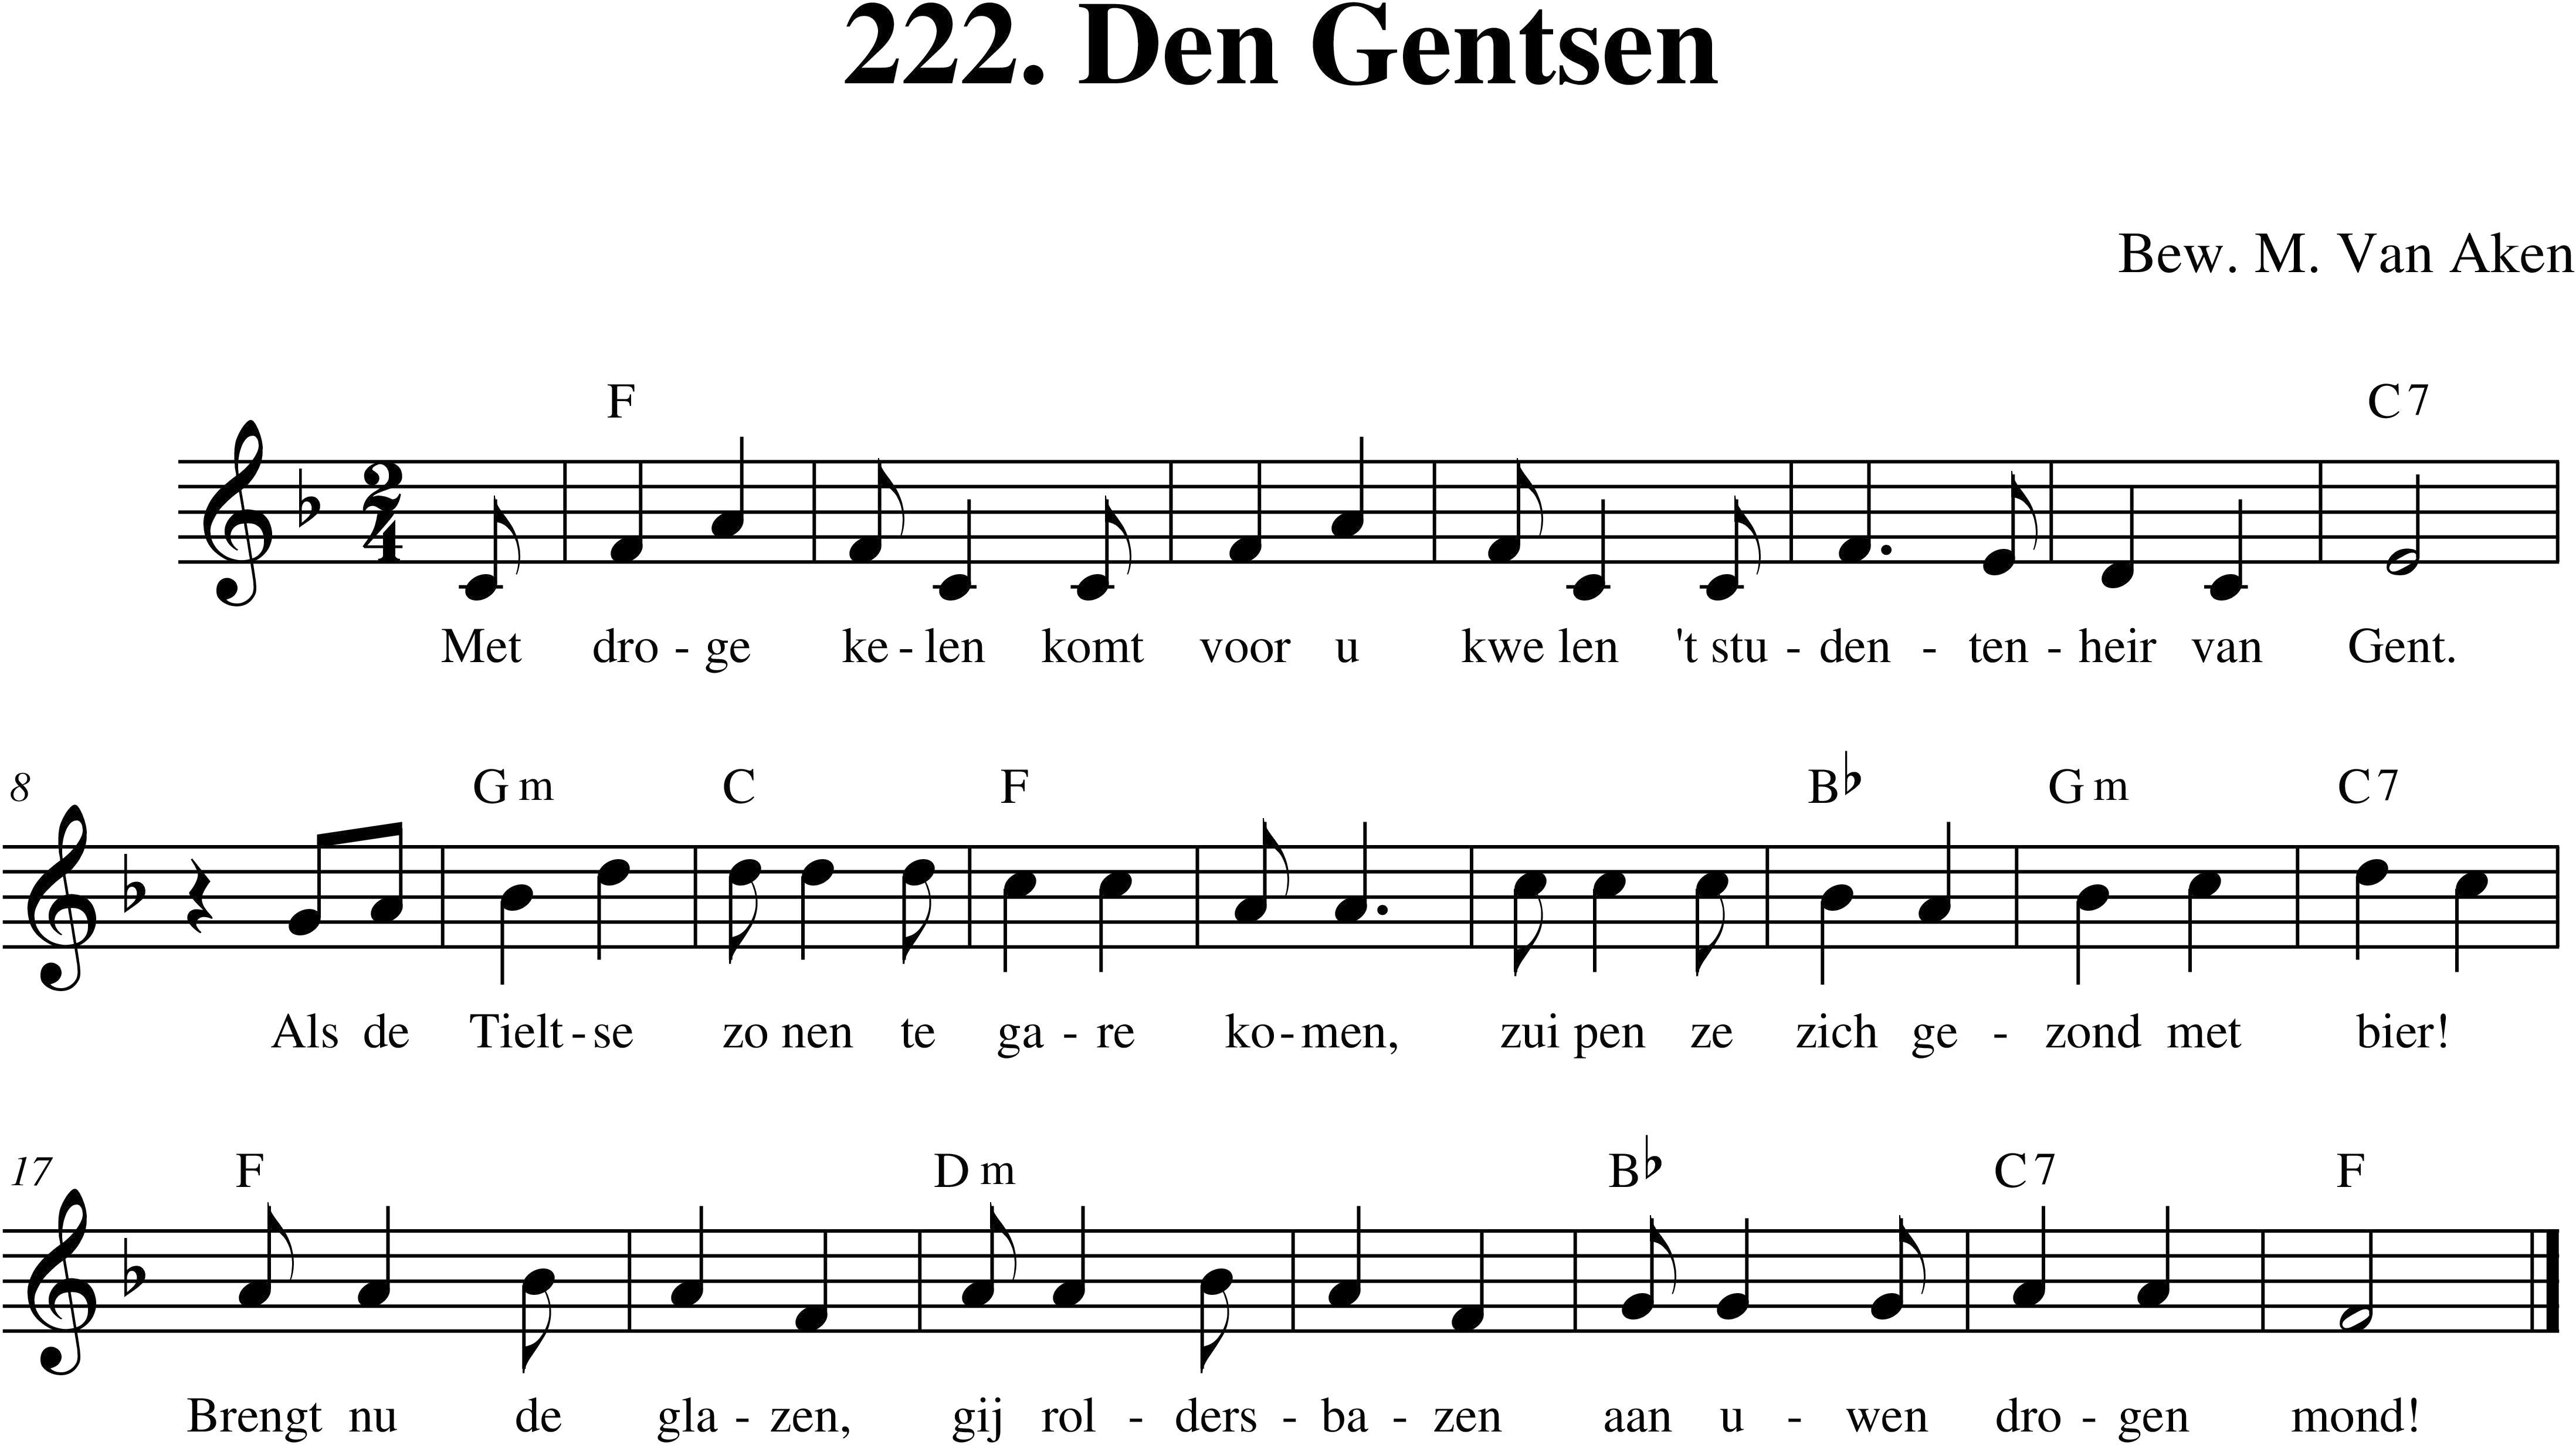 222. Den Gentsen
Bew. M. Van Aken
F C7
2
4
Met dro - ge ke - len komt voor u kwe len 't stu - den - ten - heir van Gent.
8
Gm C F B♭ Gm C7
Als de Tielt - se zo nen te ga - re ko - men, zui pen ze zich ge - zond met bier!
17
F Dm B♭ C7 F
Brengt nu de gla - zen, gij rol - ders - ba - zen aan u - wen dro - gen mond!